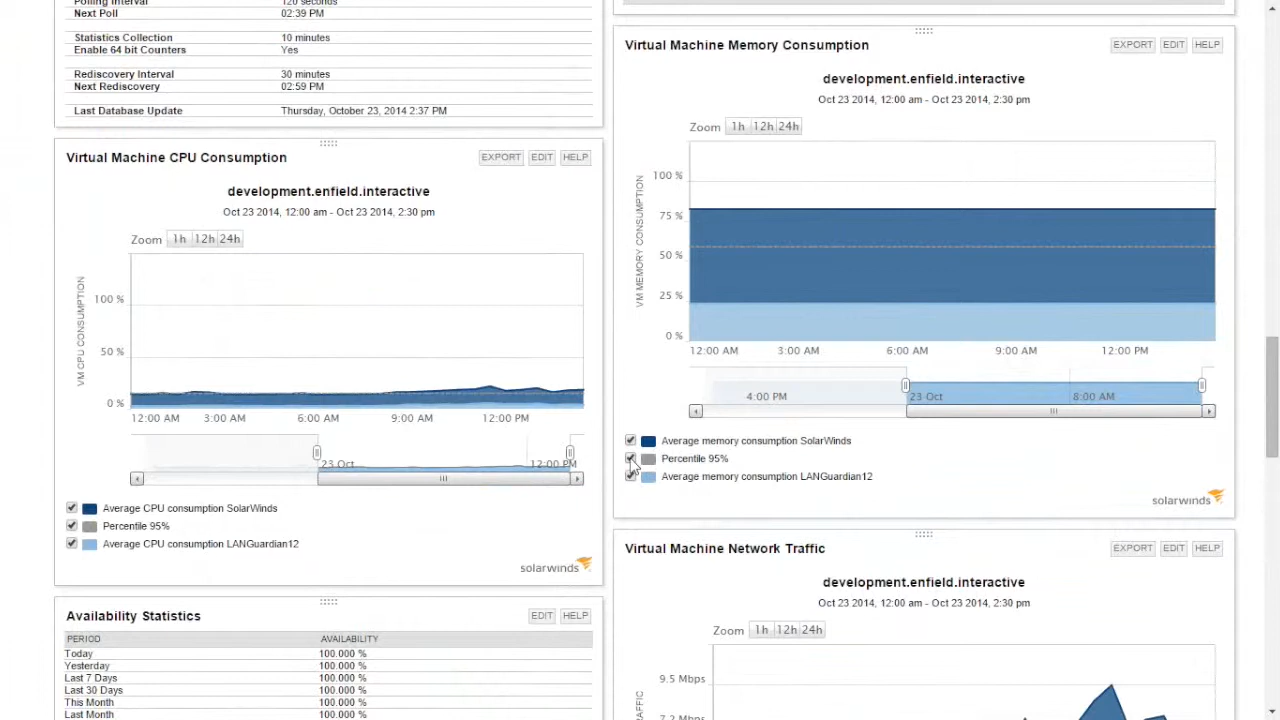 Polling Interval 120 seconds
Next Poll 02:39 PM
Statistics Collection 10 minutes
Enable 64 bit Counters Yes
Rediscovery Interval 30 minutes
Next Rediscovery 02:59 PM
Last Database Update Thursday, October 23, 2014 2:37 PM
Virtual Machine CPU Consumption EXPORT EDIT HELP
development.enfield.interactive
Oct 23 2014, 12:00 am - Oct 23 2014, 2:30 pm
Zoom 1h 12h 24h
VM CPU CONSUMPTION
100 %
50 %
0 %
12:00 AM 3:00 AM 6:00 AM 9:00 AM 12:00 PM
23 Oct 12:00 PM
Average CPU consumption SolarWinds
Percentile 95%
Average CPU consumption LANGuardian12
solarwinds
Availability Statistics EDIT HELP
PERIOD AVAILABILITY
Today 100.000 %
Yesterday 100.000 %
Last 7 Days 100.000 %
Last 30 Days 100.000 %
This Month 100.000 %
Last Month 100.000 %
Virtual Machine Memory Consumption EXPORT EDIT HELP
development.enfield.interactive
Oct 23 2014, 12:00 am - Oct 23 2014, 2:30 pm
Zoom 1h 12h 24h
VM MEMORY CONSUMPTION
100 %
75 %
50 %
25 %
0 %
12:00 AM 3:00 AM 6:00 AM 9:00 AM 12:00 PM
4:00 PM 23 Oct 8:00 AM
Average memory consumption SolarWinds
Percentile 95%
Average memory consumption LANGuardian12
solarwinds
Virtual Machine Network Traffic EXPORT EDIT HELP
development.enfield.interactive
Oct 23 2014, 12:00 am - Oct 23 2014, 2:30 pm
Zoom 1h 12h 24h
9.5 Mbps
7.2 Mbps